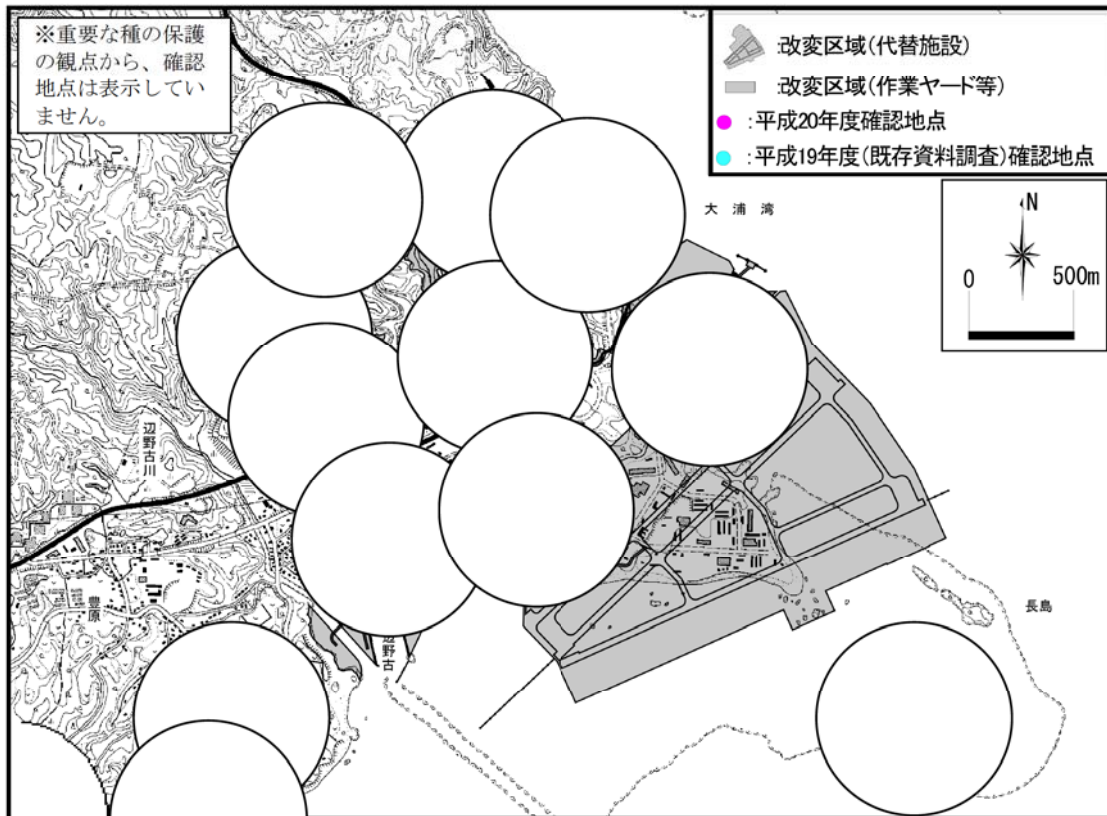 ※重要な種の保護
の観点から、確認
地点は表示してい
ません。
:改変区域(代替施設)
:改変区域(作業ヤード等)
:平成20年度確認地点
:平成19年度(既存資料調査)確認地点
N
0 500m
大浦湾
辺野古川
豊原
辺野古
長島